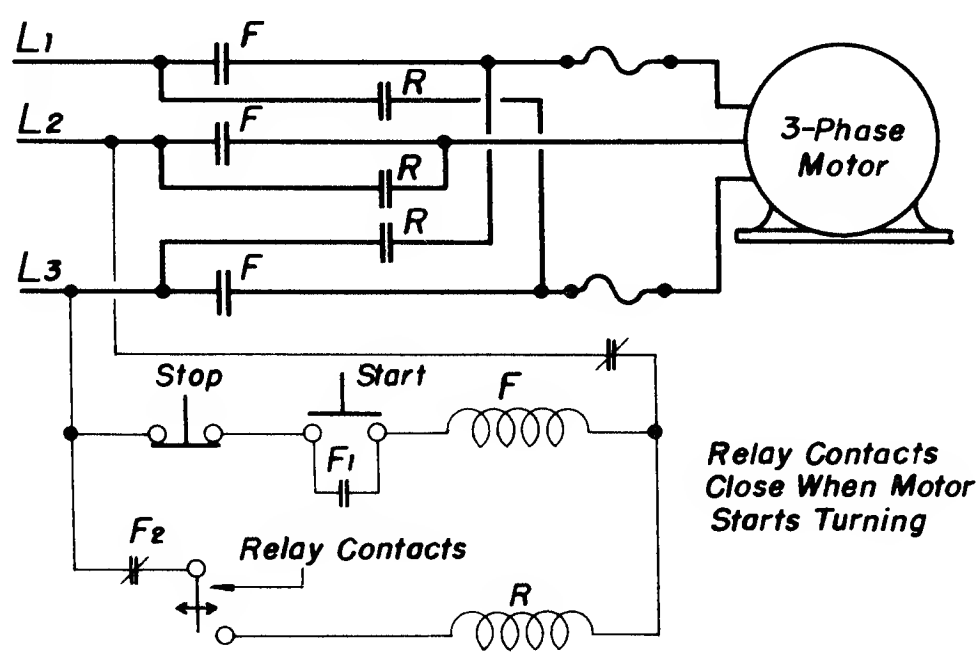 L1
F
R
L2
F
3-Phase
Motor
R
R
L3
F
Stop
Start
F
F1
Relay Contacts
Close When Motor
Starts Turning
F2
Relay Contacts
R